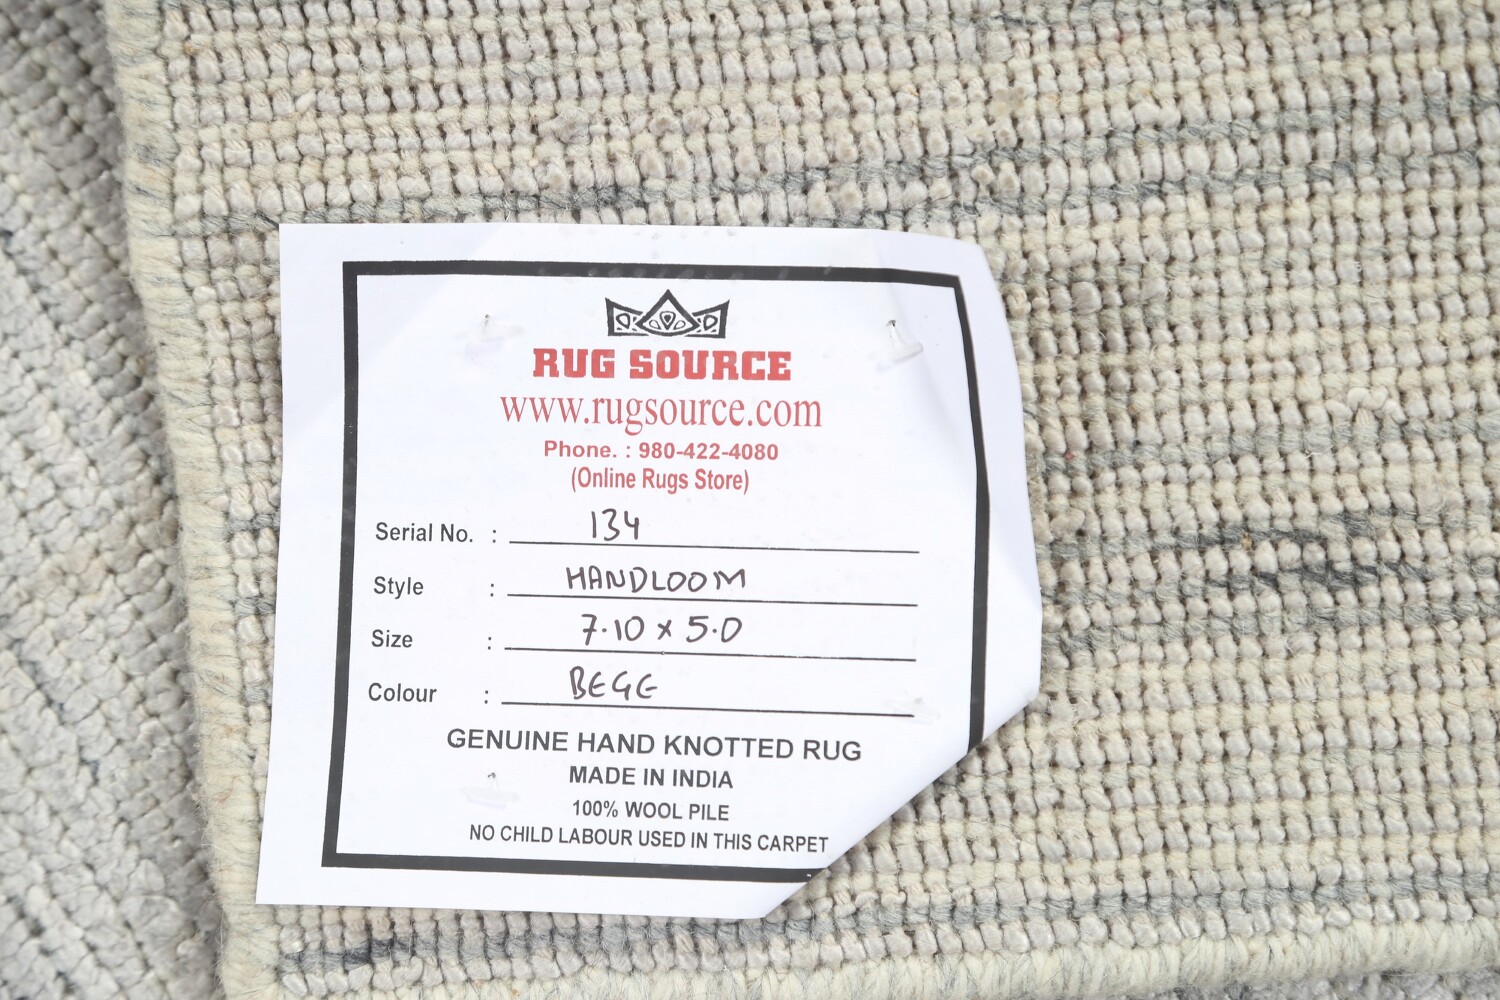 RUG SOURCE
www.rugsource.com
Phone. : 980-422-4080
(Online Rugs Store)
Serial No. : 134
Style : HANDLOOM
Size : 7.10 x 5.0
Colour : BEGE
GENUINE HAND KNOTTED RUG
MADE IN INDIA
100% WOOL PILE
NO CHILD LABOUR USED IN THIS CARPET